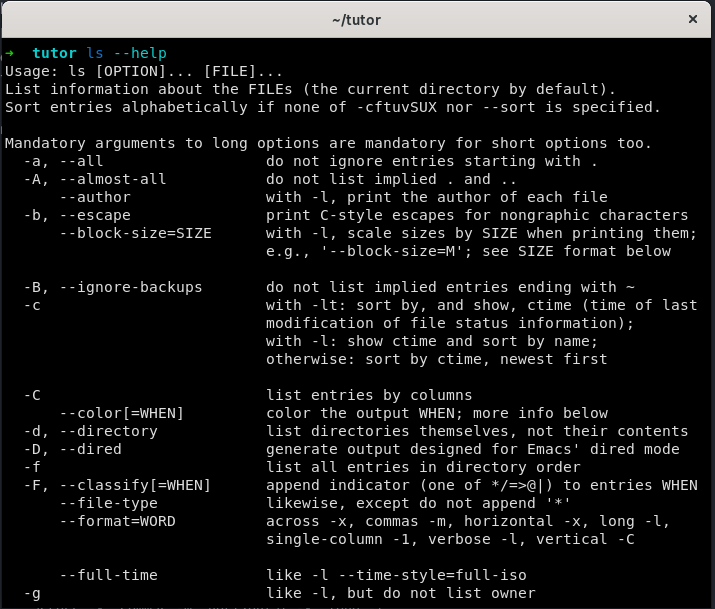 ~/tutor ×
→ tutor ls --help
Usage: ls [OPTION]... [FILE]...
List information about the FILEs (the current directory by default).
Sort entries alphabetically if none of -cftuvSUX nor --sort is specified.

Mandatory arguments to long options are mandatory for short options too.
  -a, --all                  do not ignore entries starting with .
  -A, --almost-all           do not list implied . and ..
      --author               with -l, print the author of each file
  -b, --escape               print C-style escapes for nongraphic characters
      --block-size=SIZE      with -l, scale sizes by SIZE when printing them;
                             e.g., '--block-size=M'; see SIZE format below

  -B, --ignore-backups       do not list implied entries ending with ~
  -c                         with -lt: sort by, and show, ctime (time of last
                             modification of file status information);
                             with -l: show ctime and sort by name;
                             otherwise: sort by ctime, newest first

  -C                         list entries by columns
      --color[=WHEN]         color the output WHEN; more info below
  -d, --directory            list directories themselves, not their contents
  -D, --dired                generate output designed for Emacs' dired mode
  -f                         list all entries in directory order
  -F, --classify[=WHEN]      append indicator (one of */=>@|) to entries WHEN
      --file-type            likewise, except do not append '*'
      --format=WORD          across -x, commas -m, horizontal -x, long -l,
                             single-column -1, verbose -l, vertical -C

      --full-time            like -l --time-style=full-iso
  -g                         like -l, but do not list owner